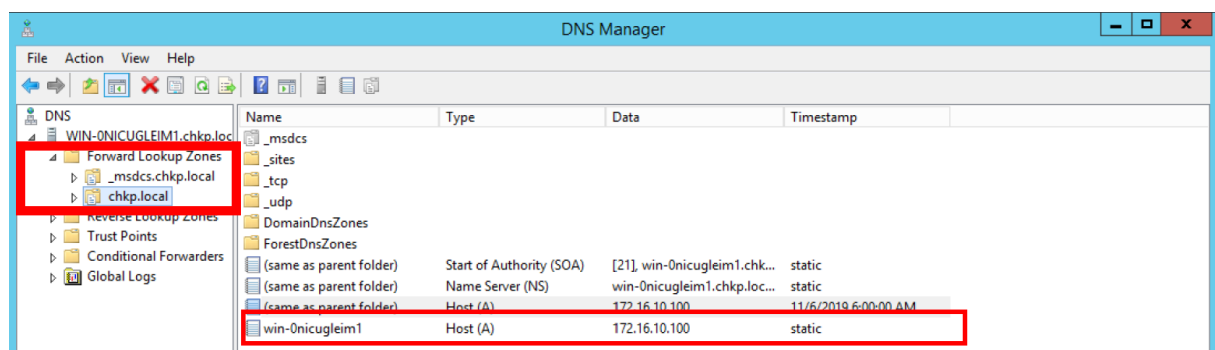 DNS Manager
File Action View Help
DNS
WIN-0NICUGLEIM1.chkp.loc
Forward Lookup Zones
_msdcs.chkp.local
chkp.local
Reverse Lookup Zones
Trust Points
Conditional Forwarders
Global Logs
Name Type Data Timestamp
_msdcs
_sites
_tcp
_udp
DomainDnsZones
ForestDnsZones
(same as parent folder) Start of Authority (SOA) [21], win-0nicugleim1.chk... static
(same as parent folder) Name Server (NS) win-0nicugleim1.chkp.loc... static
(same as parent folder) Host (A) 172.16.10.100 11/6/2019 6:00:00 AM
win-0nicugleim1 Host (A) 172.16.10.100 static